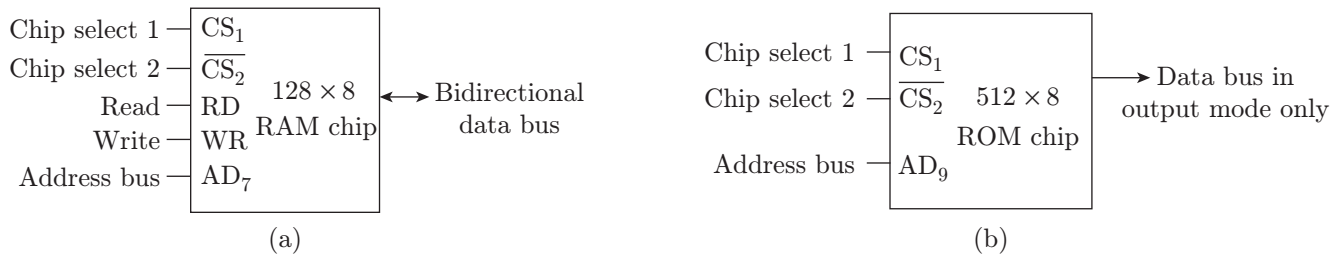 Chip select 1
CS₁
Chip select 2
C̅S̅₂
Read
RD
Write
WR
Address bus
AD₇
128 × 8
RAM chip
Bidirectional
data bus
(a)
Chip select 1
CS₁
Chip select 2
C̅S̅₂
Address bus
AD₉
512 × 8
ROM chip
Data bus in
output mode only
(b)